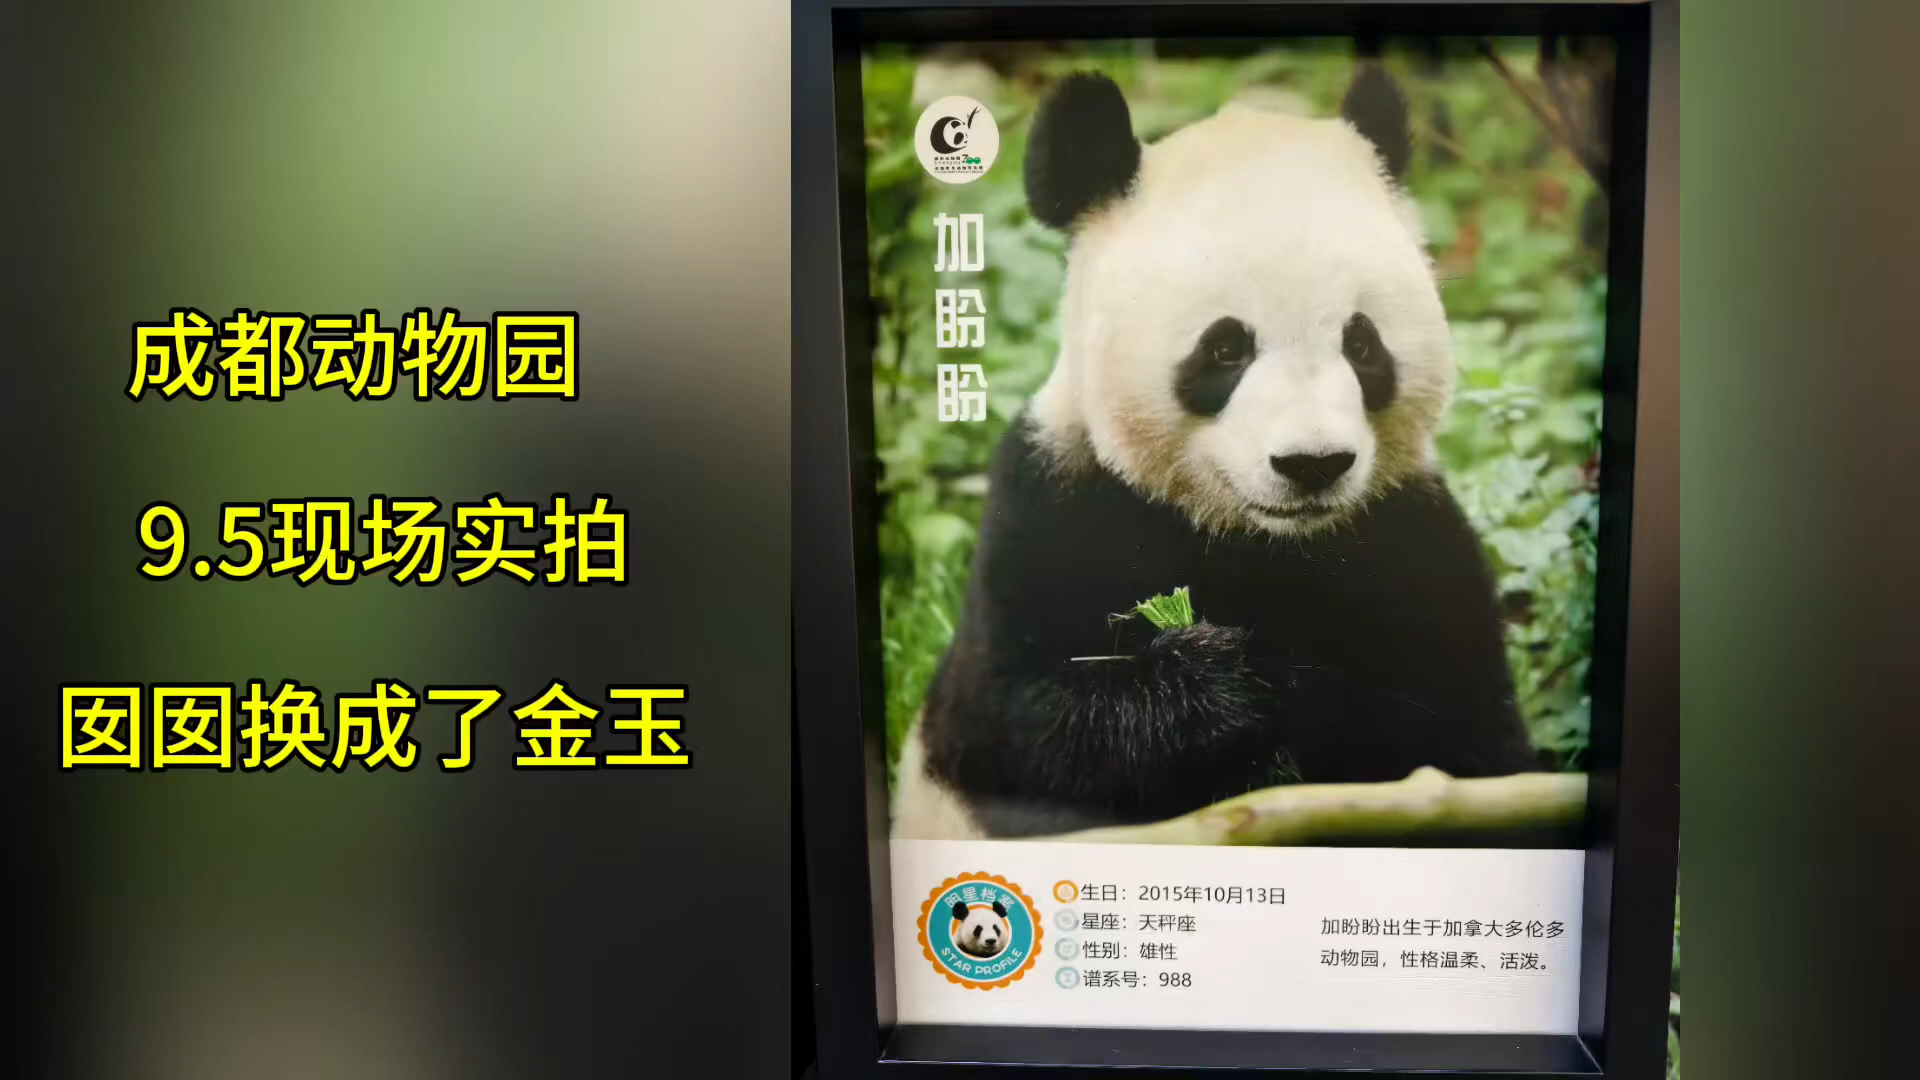 成都动物园
9.5现场实拍
囡囡换成了金玉
加盼盼
明星档案
STAR PROFILE
生日：2015年10月13日
星座：天秤座
性别：雄性
谱系号：988
加盼盼出生于加拿大多伦多
动物园，性格温柔、活泼。